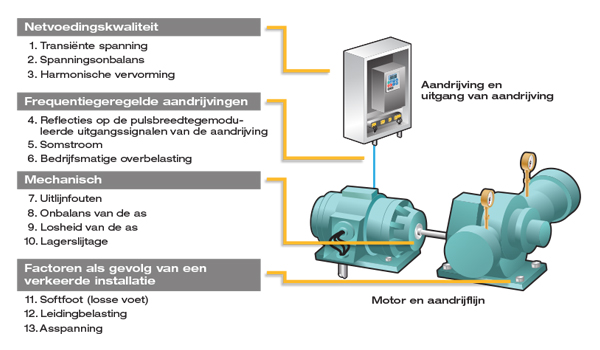 Netvoedingskwaliteit
1. Transiënte spanning
2. Spanningsonbalans
3. Harmonische vervorming
Frequentiegeregelde aandrijvingen
4. Reflecties op de pulsbreedtegemodu-
leerde uitgangssignalen van de aandrijving
5. Somstroom
6. Bedrijfsmatige overbelasting
Mechanisch
7. Uitlijnfouten
8. Onbalans van de as
9. Losheid van de as
10. Lagerslijtage
Factoren als gevolg van een
verkeerde installatie
11. Softfoot (losse voet)
12. Leidingbelasting
13. Asspanning
Aandrijving en
uitgang van aandrijving
Motor en aandrijflijn